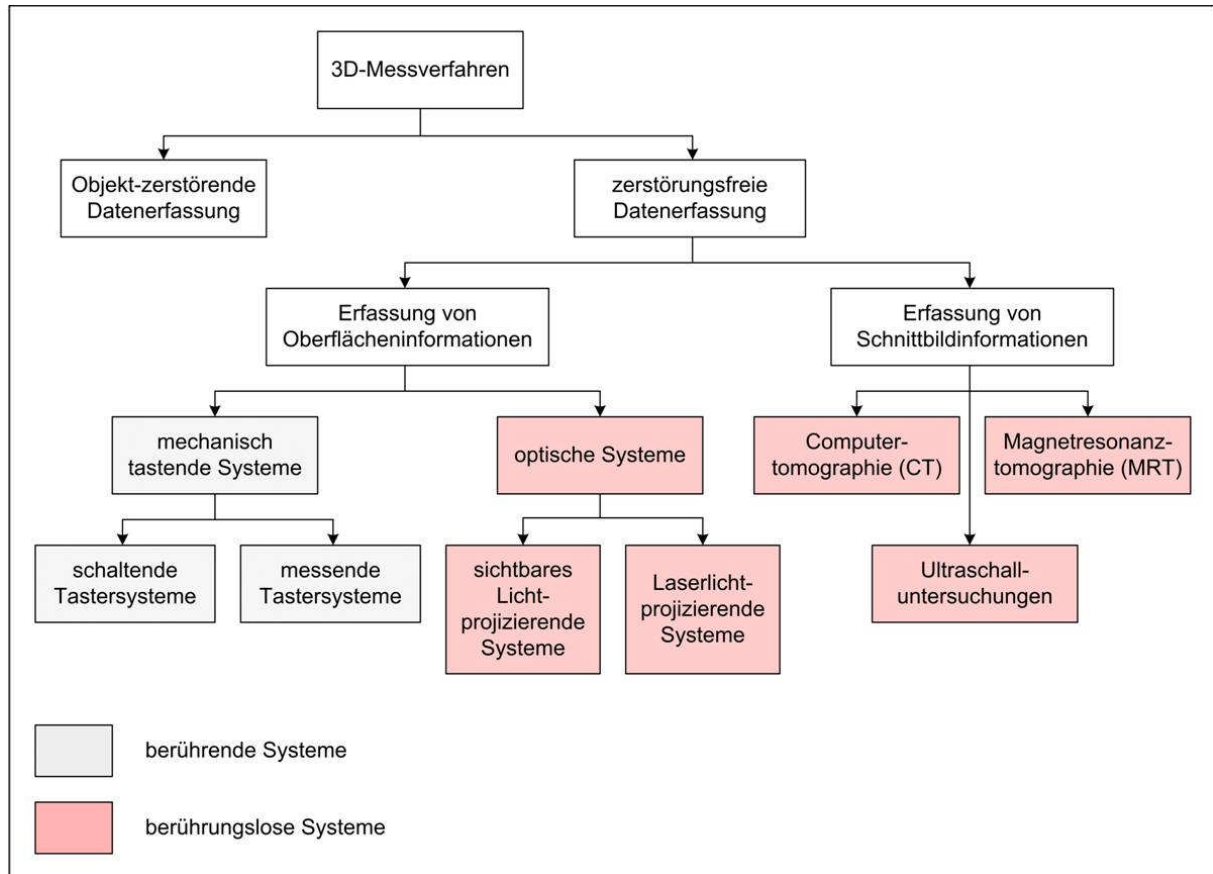 3D-Messverfahren
Objekt-zerstörende
Datenerfassung
zerstörungsfreie
Datenerfassung
Erfassung von
Oberflächeninformationen
Erfassung von
Schnittbildinformationen
mechanisch
tastende Systeme
optische Systeme
Computer-
tomographie (CT)
Magnetresonanz-
tomographie (MRT)
schaltende
Tastersysteme
messende
Tastersysteme
sichtbares
Licht-
projizierende
Systeme
Laserlicht-
projizierende
Systeme
Ultraschall-
untersuchungen
berührende Systeme
berührungslose Systeme